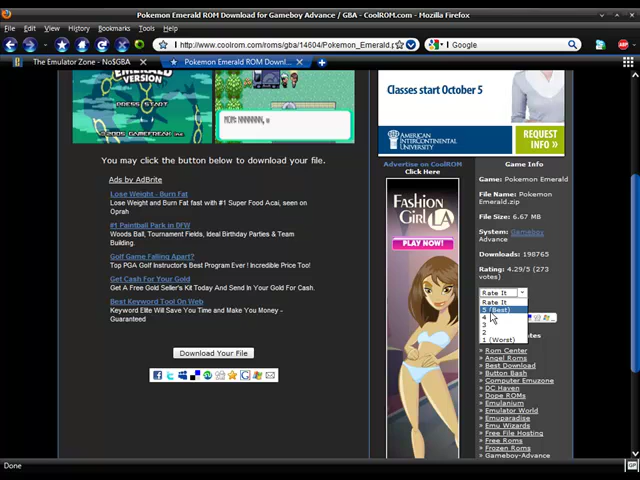 Pokemon Emerald ROM Download for Gameboy Advance / GBA - CoolROM.com - Mozilla Firefox
File Edit View History Bookmarks Tools Help
http://www.coolrom.com/roms/gba/14604/Pokemon_Emerald.p
Google
The Emulator Zone - No$GBA
Pokemon Emerald ROM Downl...
EMERALD VERSION
PRESS START
©2005 GAMEFREAK inc.
Classes start October 5
AMERICAN
INTERCONTINENTAL
UNIVERSITY
REQUEST
INFO
You may click the button below to download your file.
Ads by AdBrite
Lose Weight - Burn Fat
Lose Weight and Burn Fat fast with #1 Super Food Acai, seen on
Oprah
#1 Paintball Park in DFW
Woods Ball, Tournament Fields, Ideal Birthday Parties & Team
Building.
Golf Game Falling Apart?
Top PGA Golf Instructor's Best Program Ever ! Incredible Price Too!
Get Cash For Your Gold
Get A Free Gold Seller's Kit Today And Send In Your Gold For Cash.
Best Keyword Tool On Web
Keyword Elite Will Save You Time and Make You Money -
Guaranteed
Download Your File
Advertise on CoolROM
Click Here
FASHION
GIRL LA
PLAY NOW!
Game Info
Game: Pokemon Emerald
File Name: Pokemon
Emerald.zip
File Size: 6.67 MB
System: Gameboy
Advance
Downloads: 198765
Rating: 4.29/5 (273
votes)
Rate It
Rate It
5 (Best)
4
3
2
1 (Worst)
Rom Center
Angel Roms
Best Download
Button Bash
Computer Emuzone
DC Haven
Dope ROMs
Emulanium
Emulator World
Emuparadise
Emu Wizards
Free File Hosting
Free Roms
Frozen Roms
Gameboy-Advance
Done